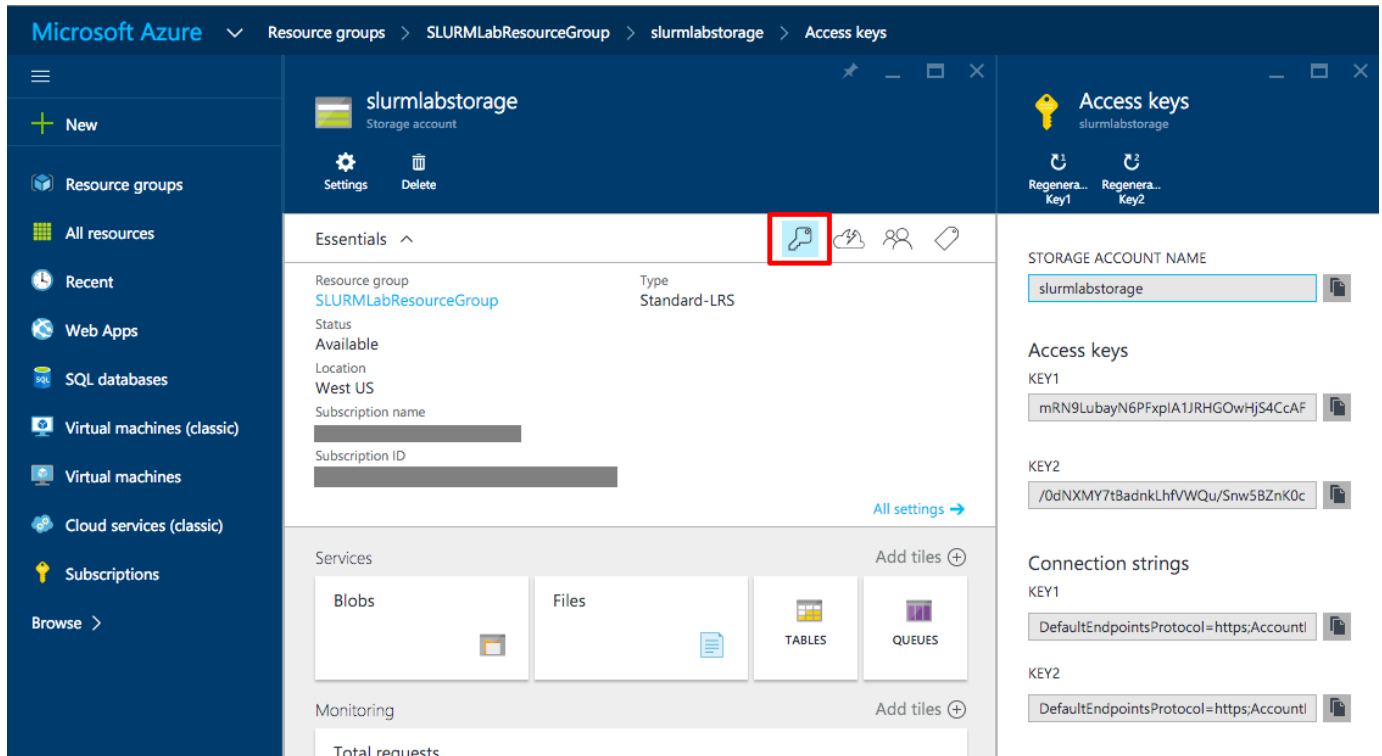 Microsoft Azure Resource groups > SLURMLabResourceGroup > slurmlabstorage > Access keys
New
Resource groups
All resources
Recent
Web Apps
SQL databases
Virtual machines (classic)
Virtual machines
Cloud services (classic)
Subscriptions
Browse >
slurmlabstorage
Storage account
Settings Delete
Essentials
Resource group
SLURMLabResourceGroup
Type
Standard-LRS
Status
Available
Location
West US
Subscription name
Subscription ID
All settings →
Services Add tiles
Blobs
Files
TABLES
QUEUES
Monitoring Add tiles
Total requests
Access keys
slurmlabstorage
Regenera... Key1
Regenera... Key2
STORAGE ACCOUNT NAME
slurmlabstorage
Access keys
KEY1
mRN9LubayN6PFxpIA1JRHGOwHjS4CcAF
KEY2
/0dNXMY7tBadnkLhfVWQu/Snw5BZnK0c
Connection strings
KEY1
DefaultEndpointsProtocol=https;Account
KEY2
DefaultEndpointsProtocol=https;Account